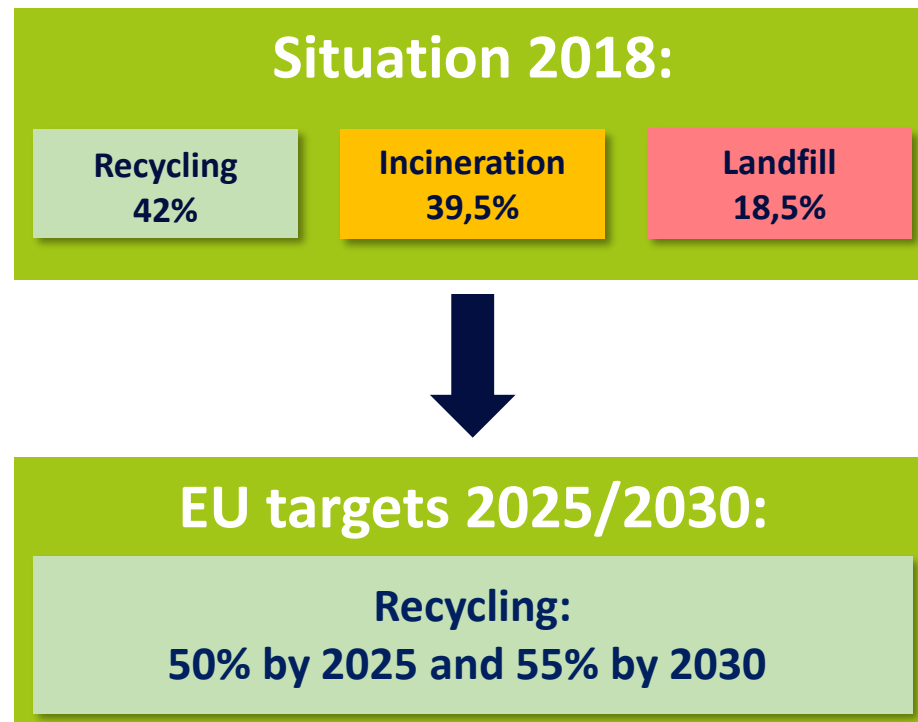 Situation 2018:
Recycling
42%
Incineration
39,5%
Landfill
18,5%
EU targets 2025/2030:
Recycling:
50% by 2025 and 55% by 2030